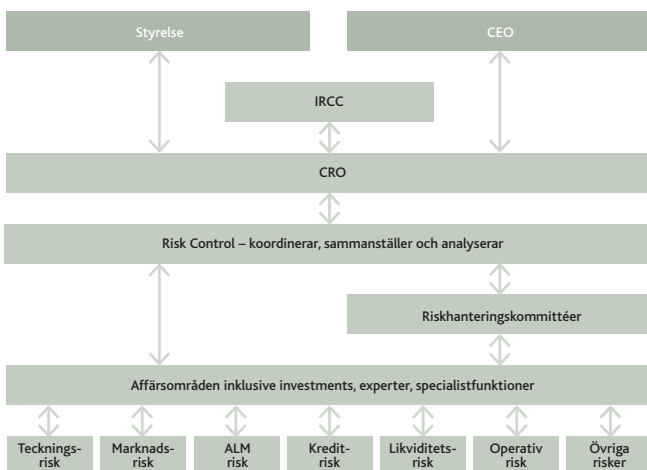 Styrelse
CEO
IRCC
CRO
Risk Control – koordinerar, sammanställer och analyserar
Riskhanteringskommittéer
Affärsområden inklusive investments, experter, specialistfunktioner
Tecknings-
risk
Marknads-
risk
ALM
risk
Kredit-
risk
Likviditets-
risk
Operativ
risk
Övriga
risker